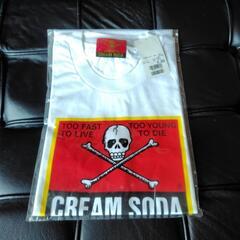 TOO FAST TOO YOUNG
TO LIVE TO DIE
CREAM SODA